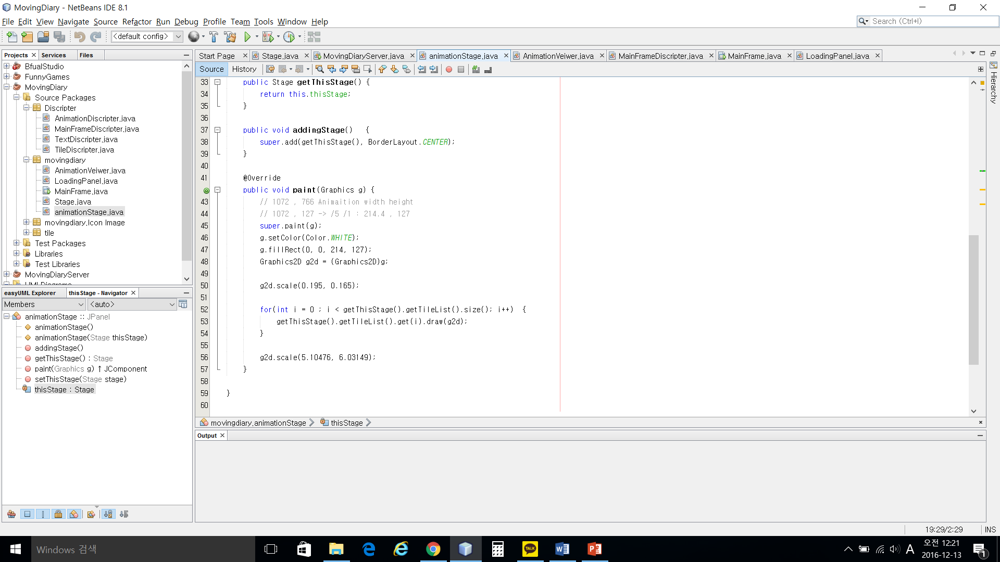 MovingDiary - NetBeans IDE 8.1
File Edit View Navigate Source Refactor Run Debug Profile Team Tools Window Help
Search (Ctrl+I)
<default config>
Projects Services Files
BfualStudio
FunnyGames
MovingDiary
Source Packages
Discripter
AnimationDiscripter.java
MainFrameDiscripter.java
TextDiscripter.java
TileDiscripter.java
movingdiary
AnimationVeiwer.java
LoadingPanel.java
MainFrame.java
Stage.java
animationStage.java
movingdiary.Icon Image
tile
Test Packages
Libraries
Test Libraries
MovingDiaryServer
UMLDiagrams
easyUML Explorer thisStage - Navigator
Members <auto>
animationStage :: JPanel
animationStage()
animationStage(Stage thisStage)
addingStage()
getThisStage() : Stage
paint(Graphics g) ↑ JComponent
setThisStage(Stage stage)
thisStage : Stage
Start Page Stage.java MovingDiaryServer.java animationStage.java AnimationVeiwer.java MainFrameDiscripter.java MainFrame.java LoadingPanel.java
Source History
33 public Stage getThisStage() {
34 return this.thisStage;
35 }
36
37 public void addingStage() {
38 super.add(getThisStage(), BorderLayout.CENTER);
39 }
40
41 @Override
public void paint(Graphics g) {
43 // 1072 , 766 Animaition width height
44 // 1072 , 127 -> /5 /1 : 214.4 , 127
45 super.paint(g);
46 g.setColor(Color.WHITE);
47 g.fillRect(0, 0, 214, 127);
48 Graphics2D g2d = (Graphics2D)g;
49
50 g2d.scale(0.195, 0.165);
51
52 for(int i = 0 ; i < getThisStage().getTileList().size(); i++) {
53 getThisStage().getTileList().get(i).draw(g2d);
54 }
55
56 g2d.scale(5.10476, 6.03149);
57 }
58
59 }
60
movingdiary.animationStage thisStage
Output
Hierarchy
19:29/2:29 INS
Windows 검색
TALK
A
오전 12:21
2016-12-13
1